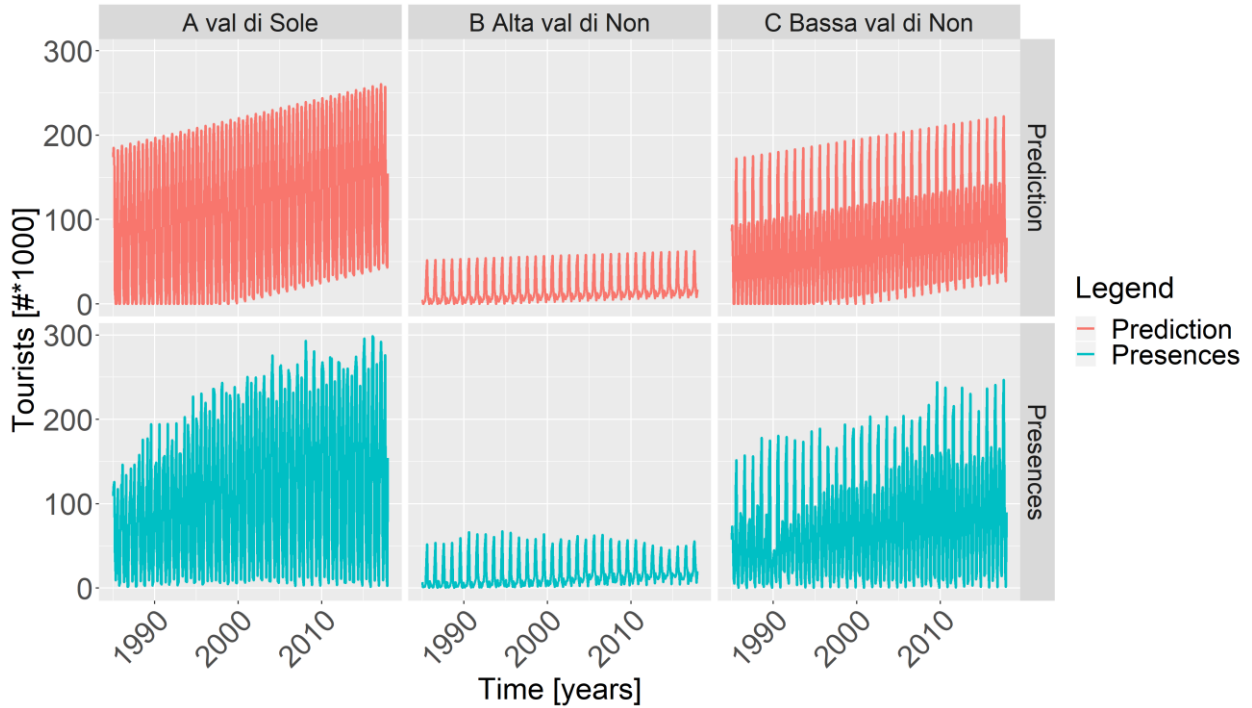 A val di Sole
B Alta val di Non
C Bassa val di Non
300
200
100
0
Prediction
300
200
100
0
Presences
Tourists [#*1000]
1990
2000
2010
1990
2000
2010
1990
2000
2010
Time [years]
Legend
Prediction
Presences